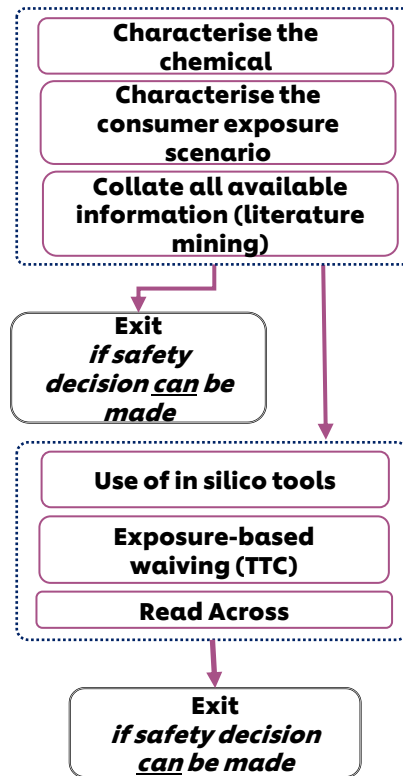 Characterise the
chemical
Characterise the
consumer exposure
scenario
Collate all available
information (literature
mining)
Exit
if safety
decision can be
made
Use of in silico tools
Exposure-based
waiving (TTC)
Read Across
Exit
if safety decision
can be made